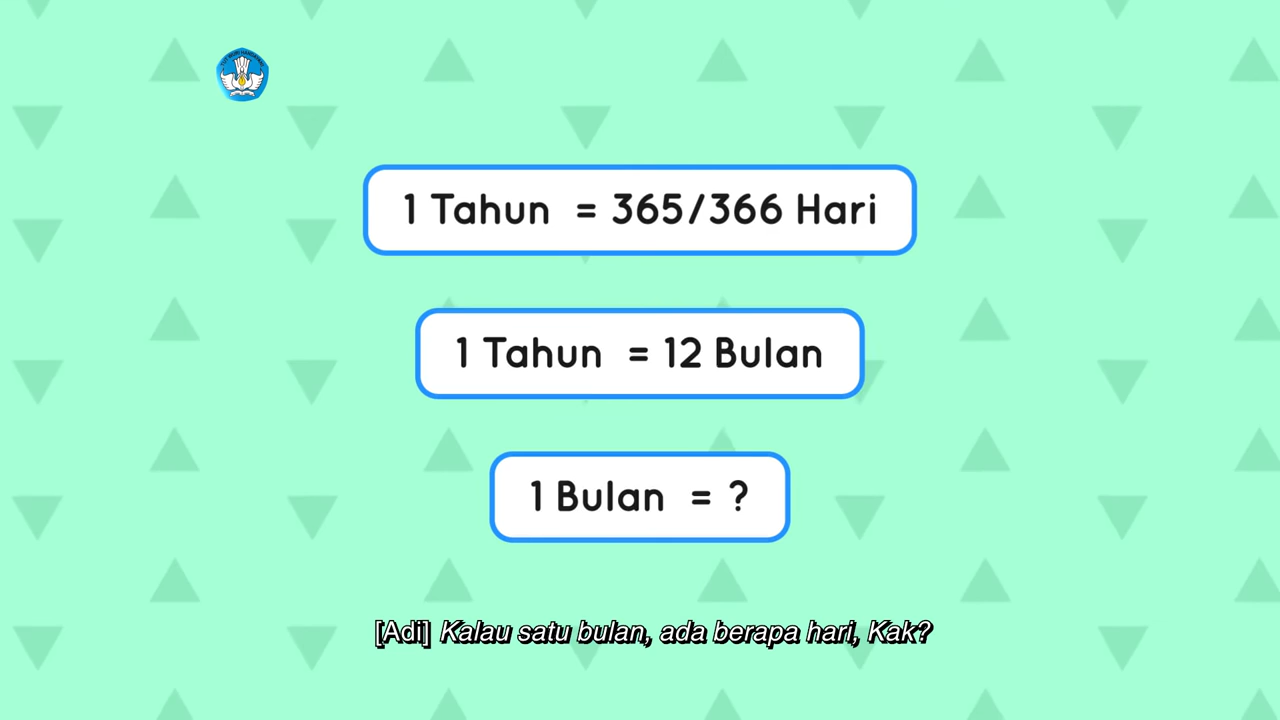 1 Tahun = 365/366 Hari
1 Tahun = 12 Bulan
1 Bulan = ?
[Adi] Kalau satu bulan, ada berapa hari, Kak?